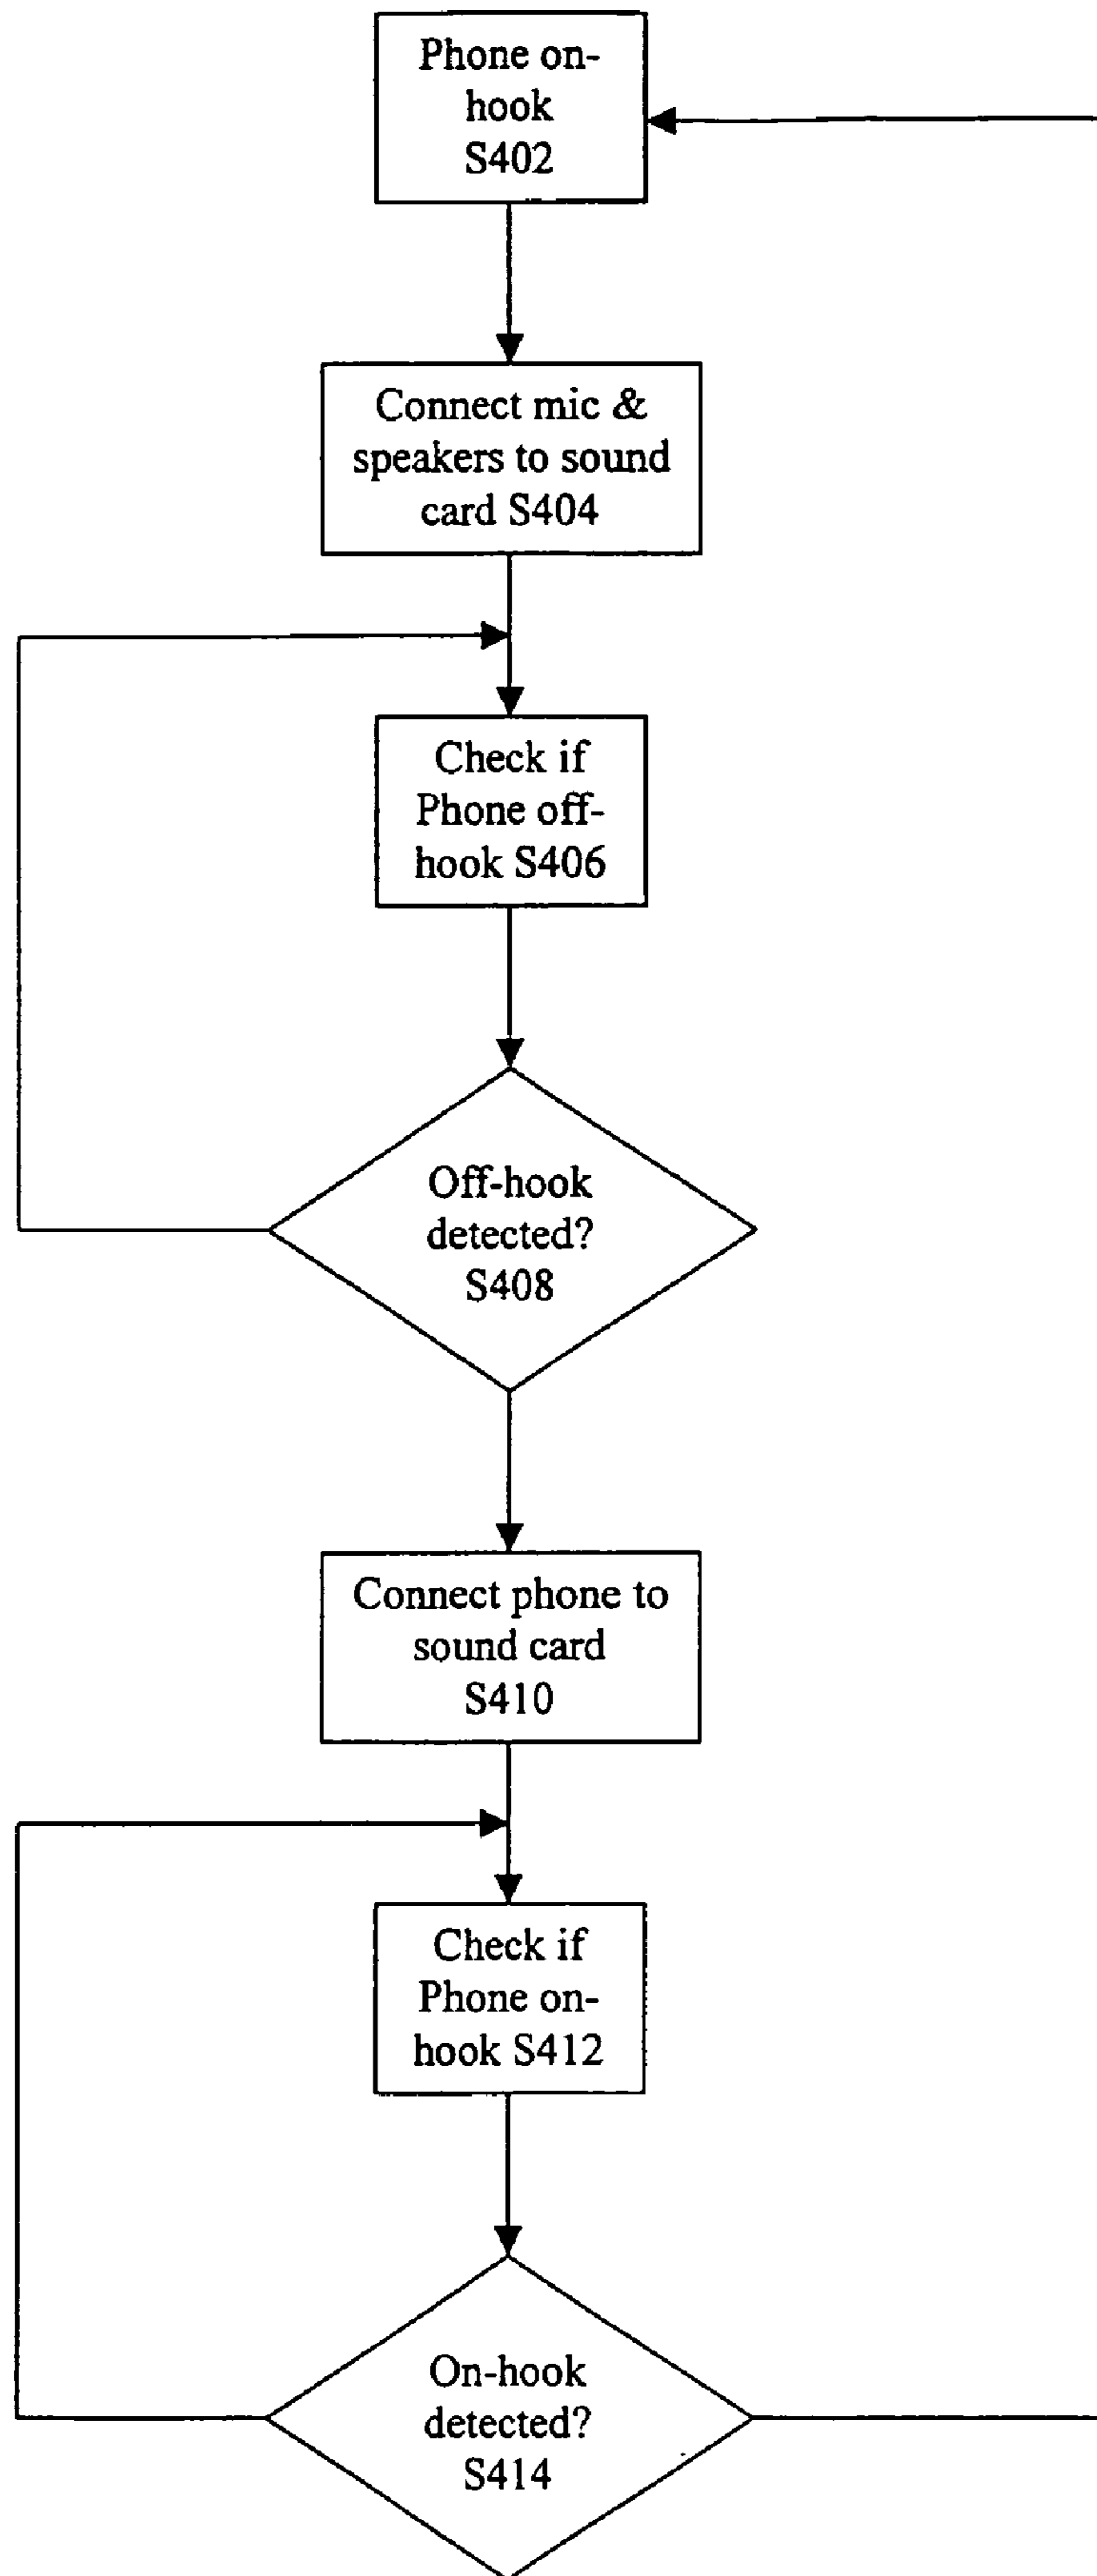 Phone on-
hook
S402
Connect mic &
speakers to sound
card S404
Check if
Phone off-
hook S406
Off-hook
detected?
S408
Connect phone to
sound card
S410
Check if
Phone on-
hook S412
On-hook
detected?
S414